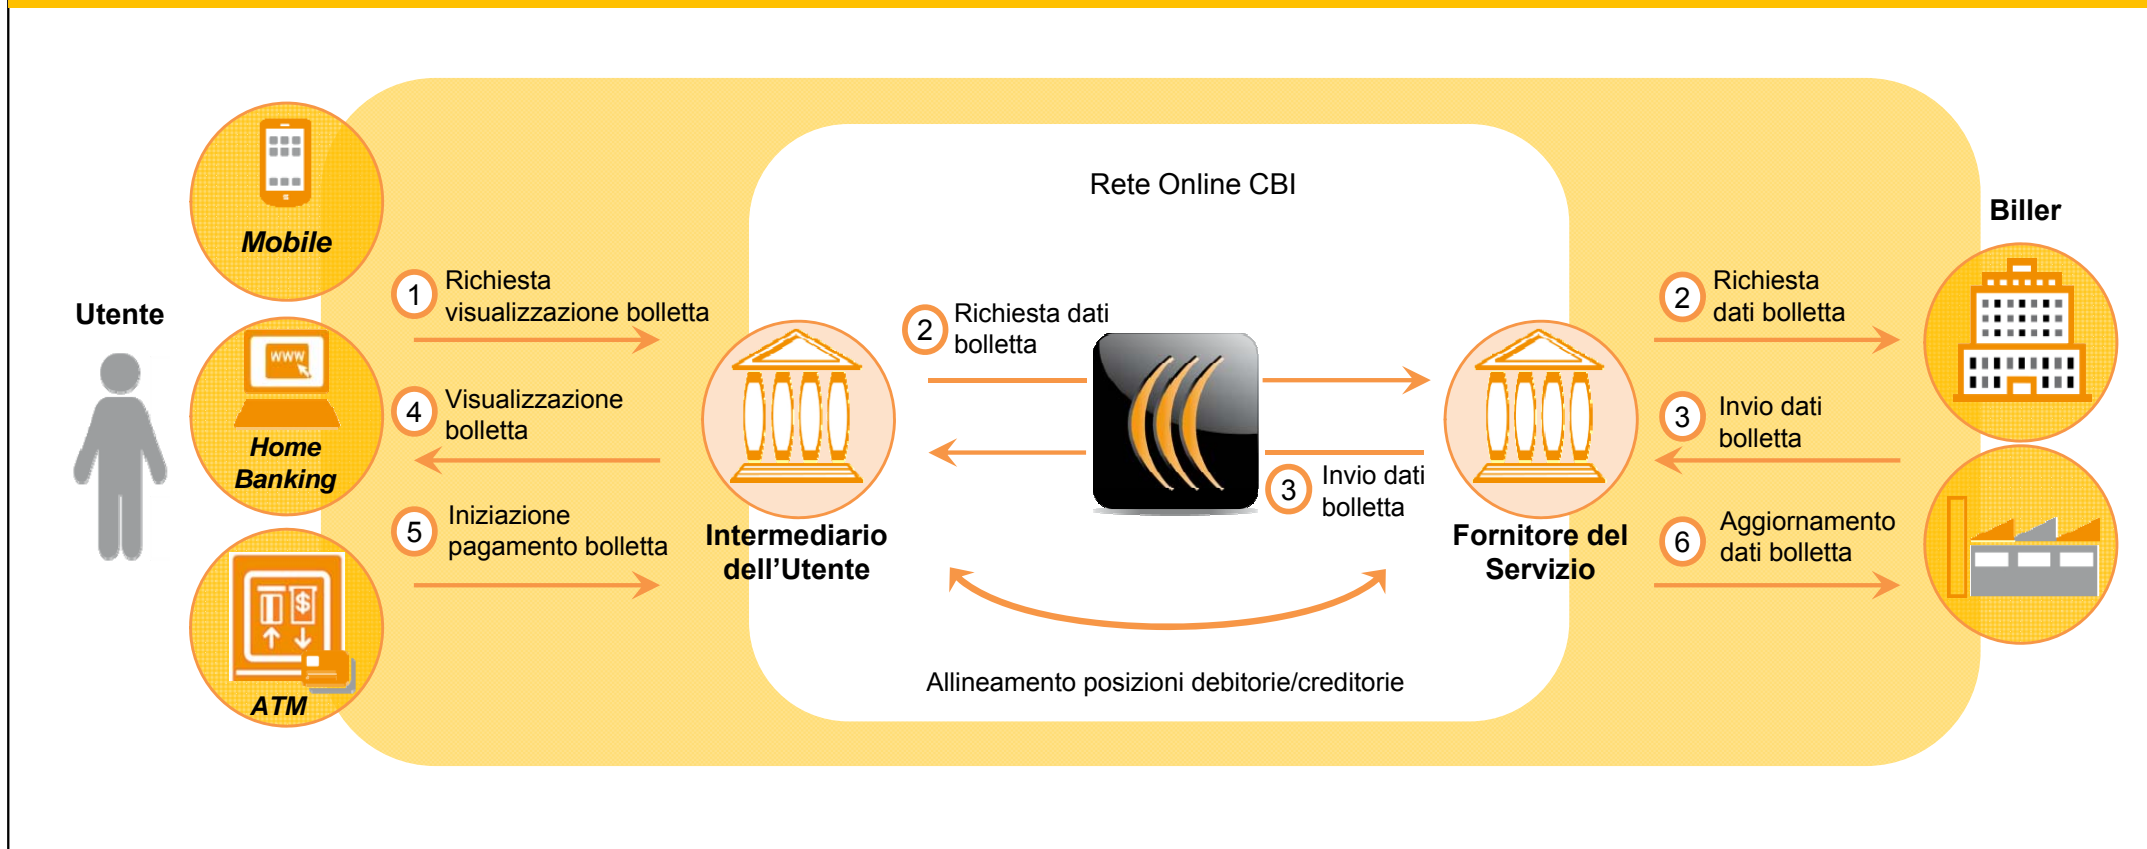 Rete Online CBI
Utente
Mobile
WWW
Home
Banking
$
ATM
1
Richiesta
visualizzazione bolletta
4
Visualizzazione
bolletta
5
Iniziazione
pagamento bolletta
Intermediario
dell'Utente
2
Richiesta dati
bolletta
3
Invio dati
bolletta
Allineamento posizioni debitorie/creditorie
Fornitore del
Servizio
2
Richiesta
dati bolletta
3
Invio dati
bolletta
6
Aggiornamento
dati bolletta
Biller